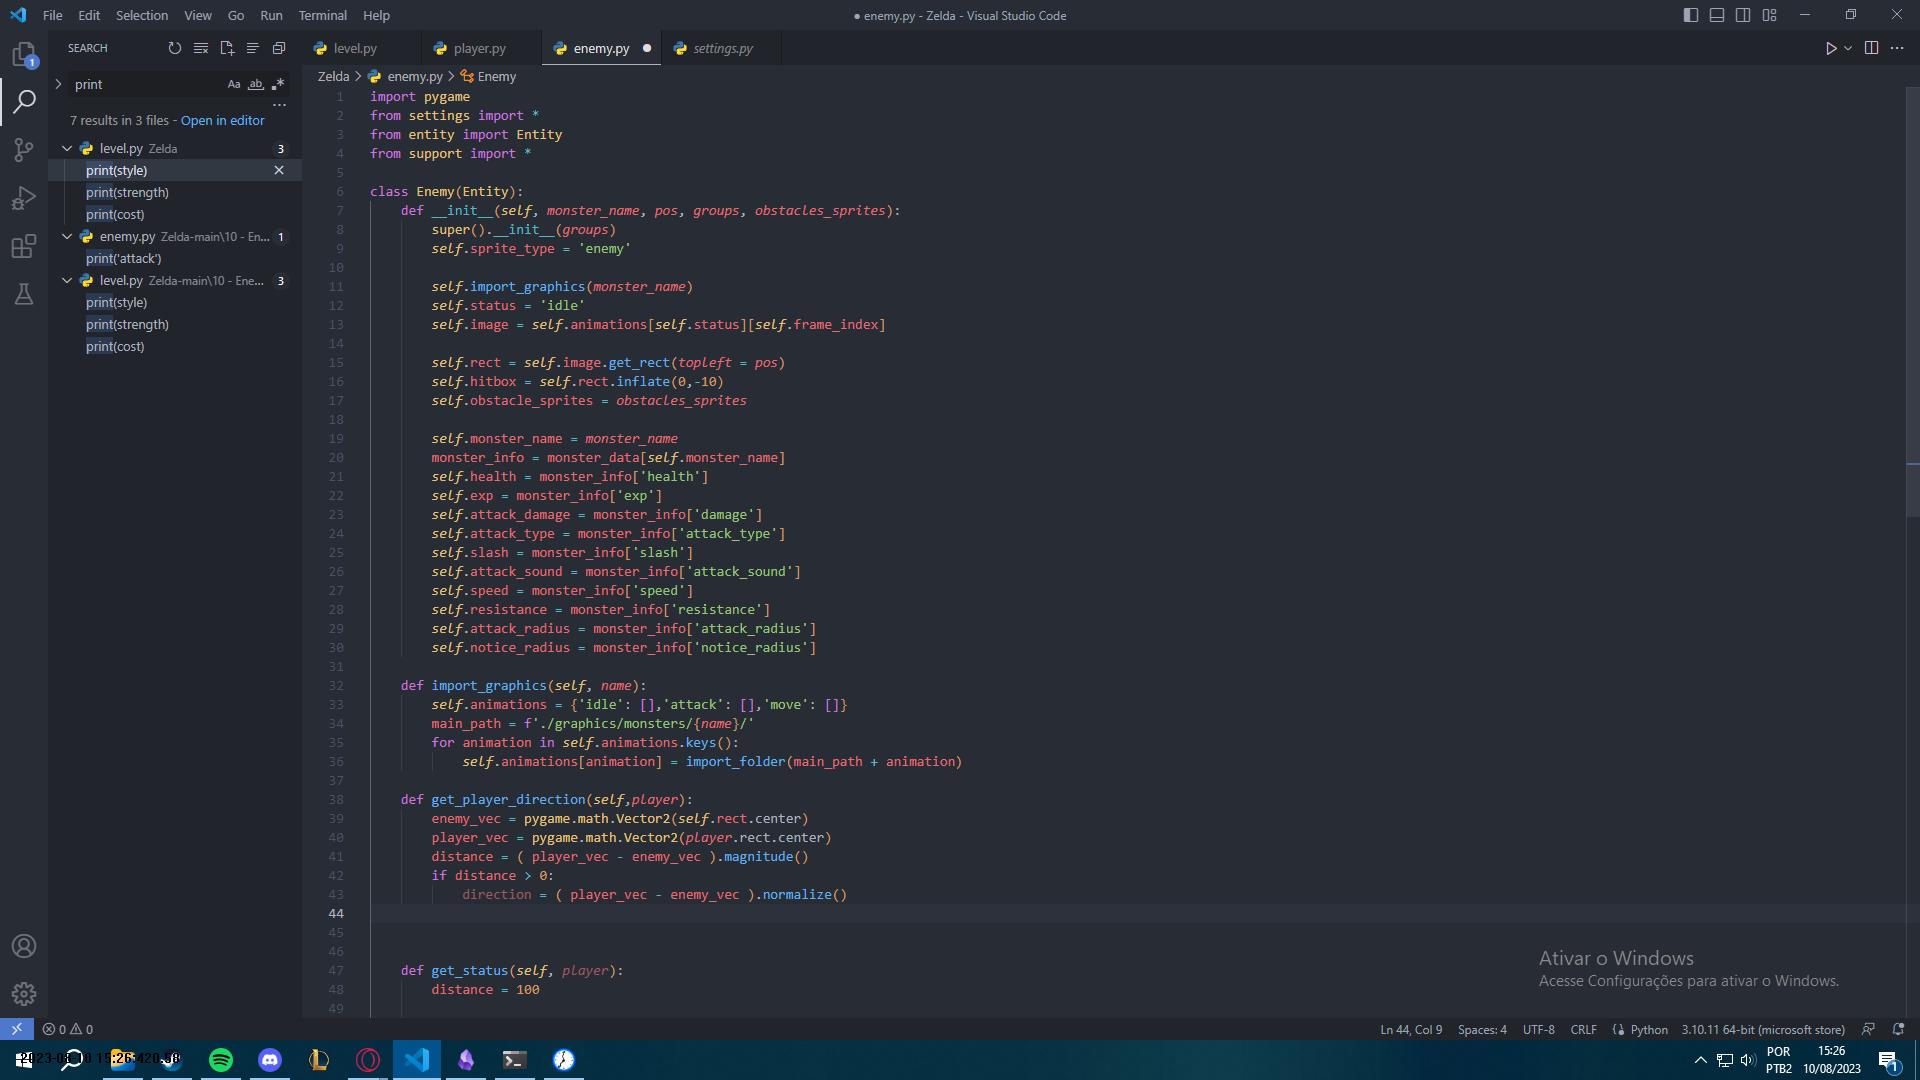 File Edit Selection View Go Run Terminal Help
● enemy.py - Zelda - Visual Studio Code
SEARCH
level.py
player.py
enemy.py
settings.py
1
print
Aa ab
Zelda > enemy.py > Enemy
7 results in 3 files - Open in editor
level.py Zelda 3
print(style)
print(strength)
print(cost)
enemy.py Zelda-main\10 - En... 1
print('attack')
level.py Zelda-main\10 - Ene... 3
print(style)
print(strength)
print(cost)
1 import pygame
2 from settings import *
3 from entity import Entity
4 from support import *
5
6 class Enemy(Entity):
7 def __init__(self, monster_name, pos, groups, obstacles_sprites):
8 super().__init__(groups)
9 self.sprite_type = 'enemy'
10
11 self.import_graphics(monster_name)
12 self.status = 'idle'
13 self.image = self.animations[self.status][self.frame_index]
14
15 self.rect = self.image.get_rect(topleft = pos)
16 self.hitbox = self.rect.inflate(0,-10)
17 self.obstacle_sprites = obstacles_sprites
18
19 self.monster_name = monster_name
20 monster_info = monster_data[self.monster_name]
21 self.health = monster_info['health']
22 self.exp = monster_info['exp']
23 self.attack_damage = monster_info['damage']
24 self.attack_type = monster_info['attack_type']
25 self.slash = monster_info['slash']
26 self.attack_sound = monster_info['attack_sound']
27 self.speed = monster_info['speed']
28 self.resistance = monster_info['resistance']
29 self.attack_radius = monster_info['attack_radius']
30 self.notice_radius = monster_info['notice_radius']
31
32 def import_graphics(self, name):
33 self.animations = {'idle': [],'attack': [],'move': []}
34 main_path = f'./graphics/monsters/{name}/'
35 for animation in self.animations.keys():
36 self.animations[animation] = import_folder(main_path + animation)
37
38 def get_player_direction(self,player):
39 enemy_vec = pygame.math.Vector2(self.rect.center)
40 player_vec = pygame.math.Vector2(player.rect.center)
41 distance = ( player_vec - enemy_vec ).magnitude()
42 if distance > 0:
43 direction = ( player_vec - enemy_vec ).normalize()
44
45
46
47 def get_status(self, player):
48 distance = 100
49
Ativar o Windows
Acesse Configurações para ativar o Windows.
0 0
Ln 44, Col 9 Spaces: 4 UTF-8 CRLF Python 3.10.11 64-bit (microsoft store)
POR
PTB2
15:26
10/08/2023
1